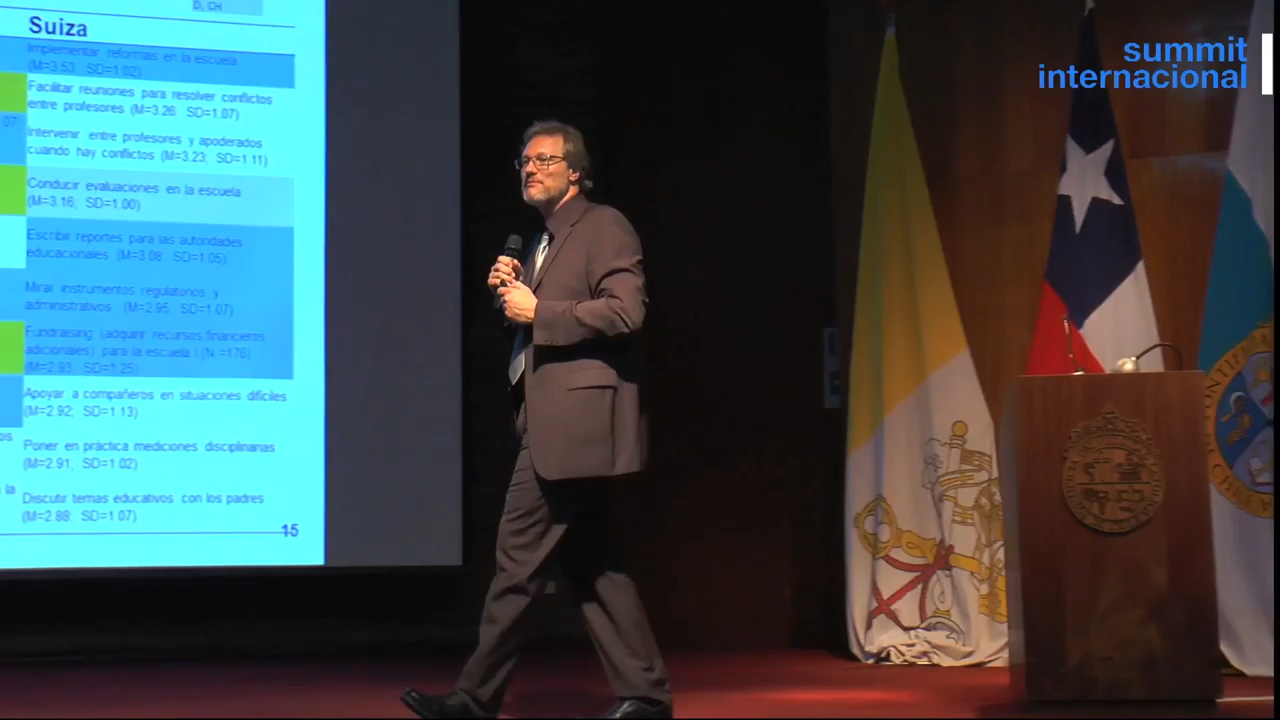 D, CH
Suiza
Implementar reformas en la escuela
(M=3.53; SD=1.02)
Facilitar reuniones para resolver conflictos
entre profesores (M=3.26; SD=1.07)
07
Intervenir entre profesores y apoderados
cuando hay conflictos (M=3.23; SD=1.11)
Conducir evaluaciones en la escuela
(M=3.16; SD=1.00)
Escribir reportes para las autoridades
educacionales (M=3.08; SD=1.05)
Mirar instrumentos regulatorios y
administrativos (M=2.95; SD=1.07)
Fundraising (adquirir recursos financieros
adicionales) para la escuela I (N =176)
(M=2.93; SD=1.25)
Apoyar a compañeros en situaciones difíciles
(M=2.92; SD=1.13)
os
Poner en práctica mediciones disciplinarias
(M=2.91; SD=1.02)
la
Discutir temas educativos con los padres
(M=2.88; SD=1.07)
15
summit
internacional